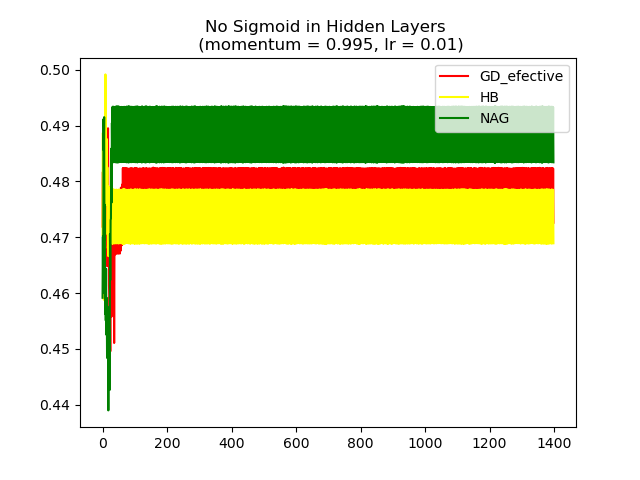 No Sigmoid in Hidden Layers
(momentum = 0.995, lr = 0.01)
0.50
0.49
0.48
0.47
0.46
0.45
0.44
GD_efective
HB
NAG
0 200 400 600 800 1000 1200 1400